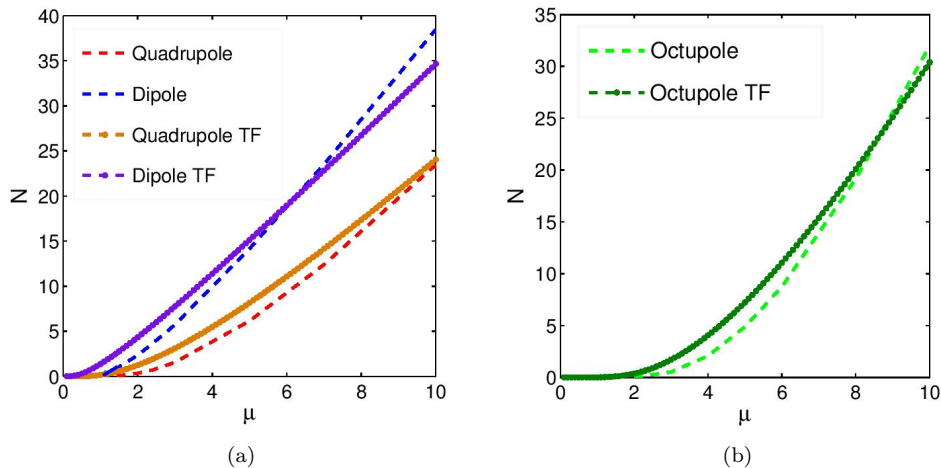 40
35
30
25
20
15
10
5
0
N
Quadrupole
Dipole
Quadrupole TF
Dipole TF
0 2 4 6 8 10
μ
(a)
35
30
25
20
15
10
5
0
N
Octupole
Octupole TF
0 2 4 6 8 10
μ
(b)